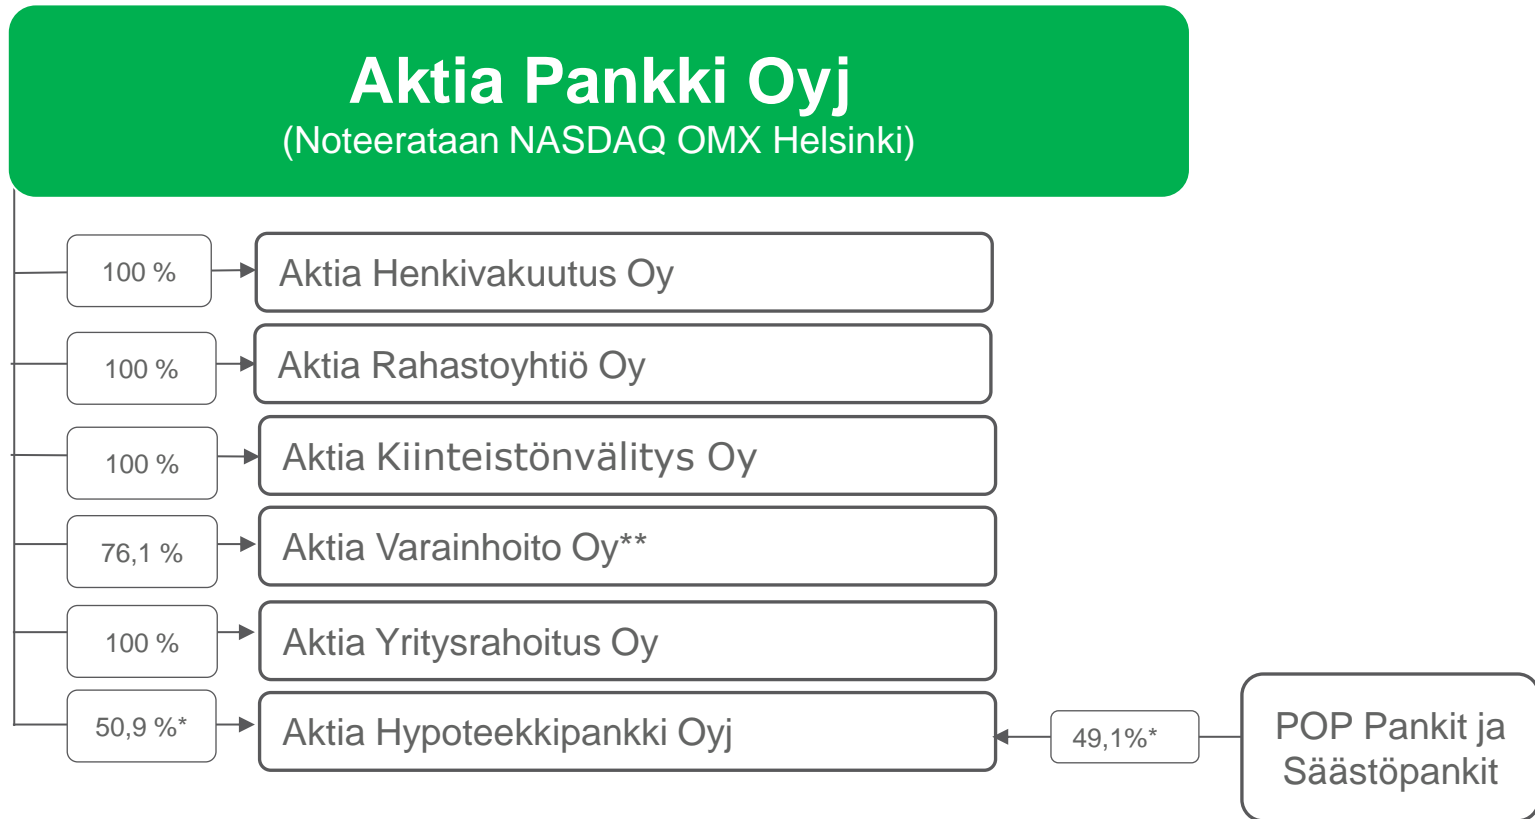 Aktia Pankki Oyj
(Noteerataan NASDAQ OMX Helsinki)
100 %
Aktia Henkivakuutus Oy
100 %
Aktia Rahastoyhtiö Oy
100 %
Aktia Kiinteistönvälitys Oy
76,1 %
Aktia Varainhoito Oy**
100 %
Aktia Yritysrahoitus Oy
50,9 %*
Aktia Hypoteekkipankki Oyj
49,1%*
POP Pankit ja
Säästöpankit